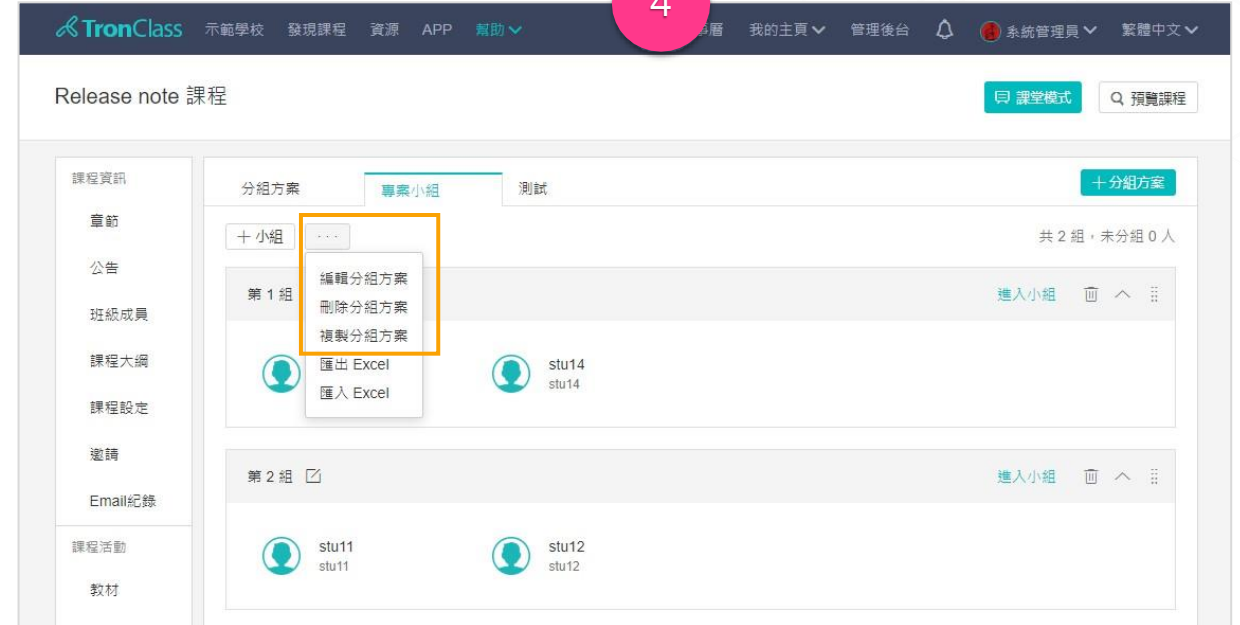 4
TronClass 示範學校 發現課程 資源 APP 幫助 我的主頁 管理後台 系統管理員 繁體中文
Release note 課程 課堂模式 預覽課程
課程資訊
章節
公告
班級成員
課程大綱
課程設定
邀請
Email紀錄
課程活動
教材
分組方案 專案小組 測試 +分組方案
+ 小組 ... 共 2 組,未分組 0 人
編輯分組方案
刪除分組方案
複製分組方案
匯出 Excel
匯入 Excel
第 1 組 進入小組
stu14
stu14
第 2 組 進入小組
stu11 stu12
stu11 stu12